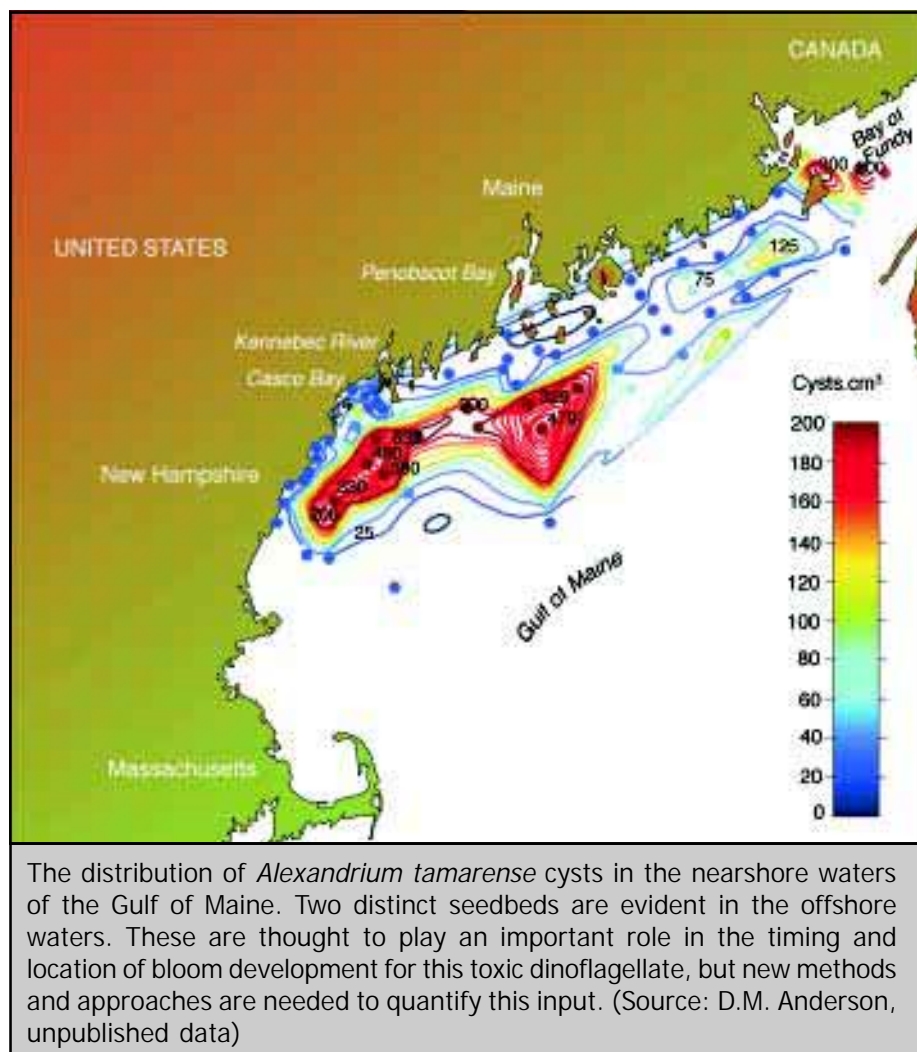 CANADA
Bay of
Fundy
Maine
UNITED STATES
Penobscot Bay
125
75
Kennebec River
Casco Bay
Cysts.cm³
200
180
160
140
120
100
80
60
40
20
0
New Hampshire
25
Gulf of Maine
Massachusetts
The distribution of Alexandrium tamarense cysts in the nearshore waters
of the Gulf of Maine. Two distinct seedbeds are evident in the offshore
waters. These are thought to play an important role in the timing and
location of bloom development for this toxic dinoflagellate, but new methods
and approaches are needed to quantify this input. (Source: D.M. Anderson,
unpublished data)